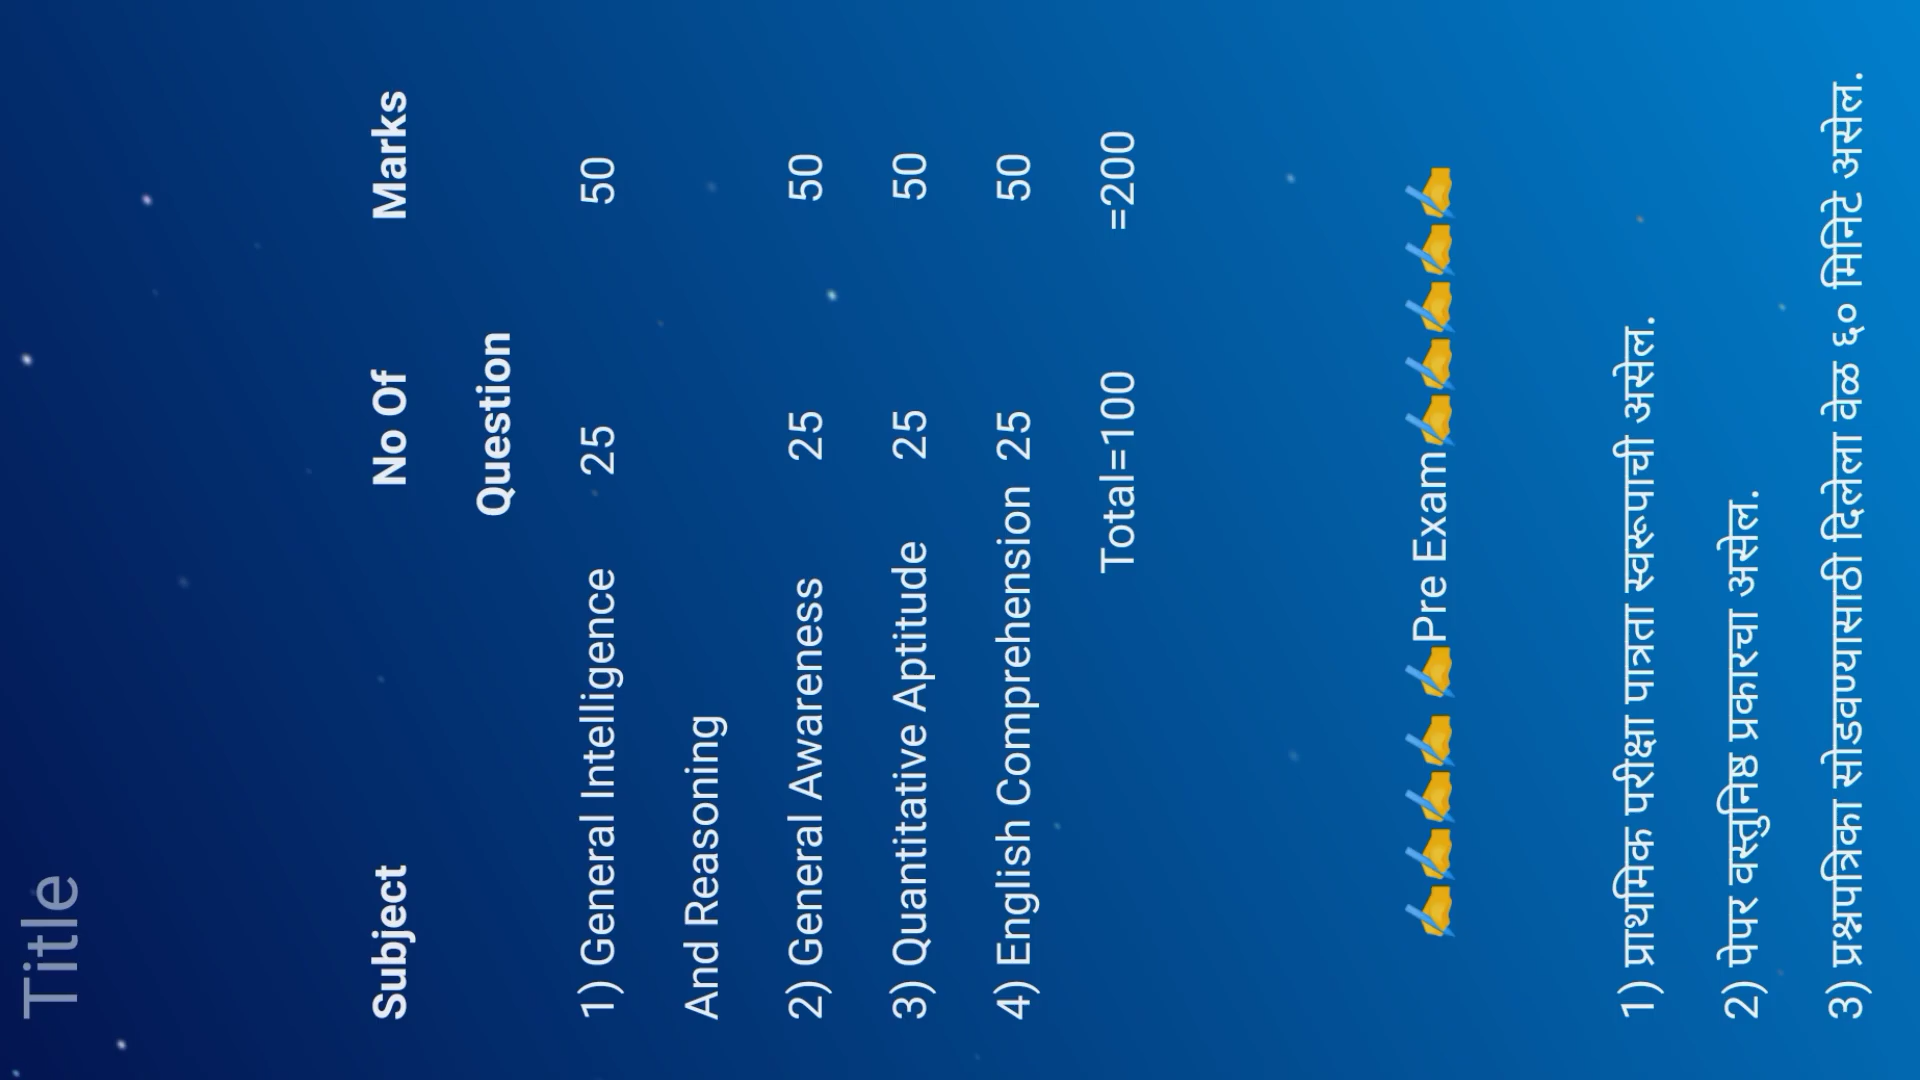 Title
Subject No Of Marks
Question
1) General Intelligence 25 50
And Reasoning
2) General Awareness 25 50
3) Quantitative Aptitude 25 50
4) English Comprehension 25 50
Total=100 =200
✍✍✍✍ ✍Pre Exam✍✍✍✍✍
1) प्राथमिक परीक्षा पात्रता स्वरूपाची असेल.
2) पेपर वस्तुनिष्ठ प्रकारचा असेल.
3) प्रश्नपत्रिका सोडवण्यासाठी दिलेला वेळ ६० मिनिटे असेल.